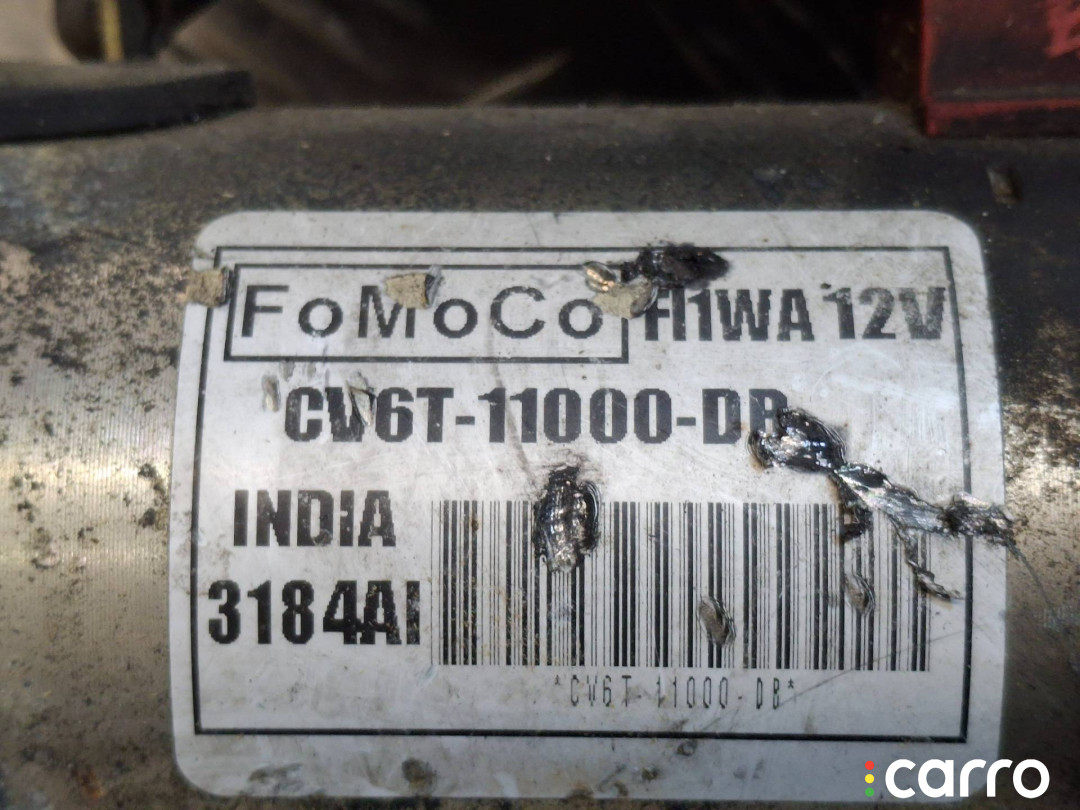 FoMoCo FI1WA 12V
CV6T-11000-DB
INDIA
3184AI
*CV6T-11000-DB*
carro